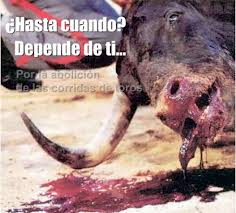 ¿Hasta cuando?
Depende de ti...
Por la abolición
de las corridas de toros